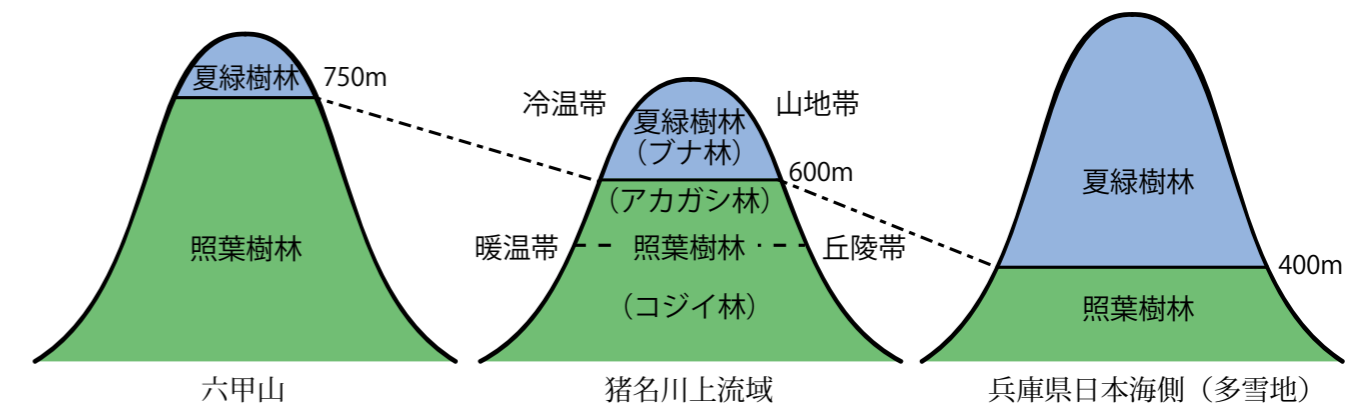 夏緑樹林
750m
照葉樹林
六甲山
冷温帯
山地帯
夏緑樹林
（ブナ林）
600m
（アカガシ林）
暖温帯
照葉樹林
丘陵帯
（コジイ林）
猪名川上流域
夏緑樹林
400m
照葉樹林
兵庫県日本海側（多雪地）